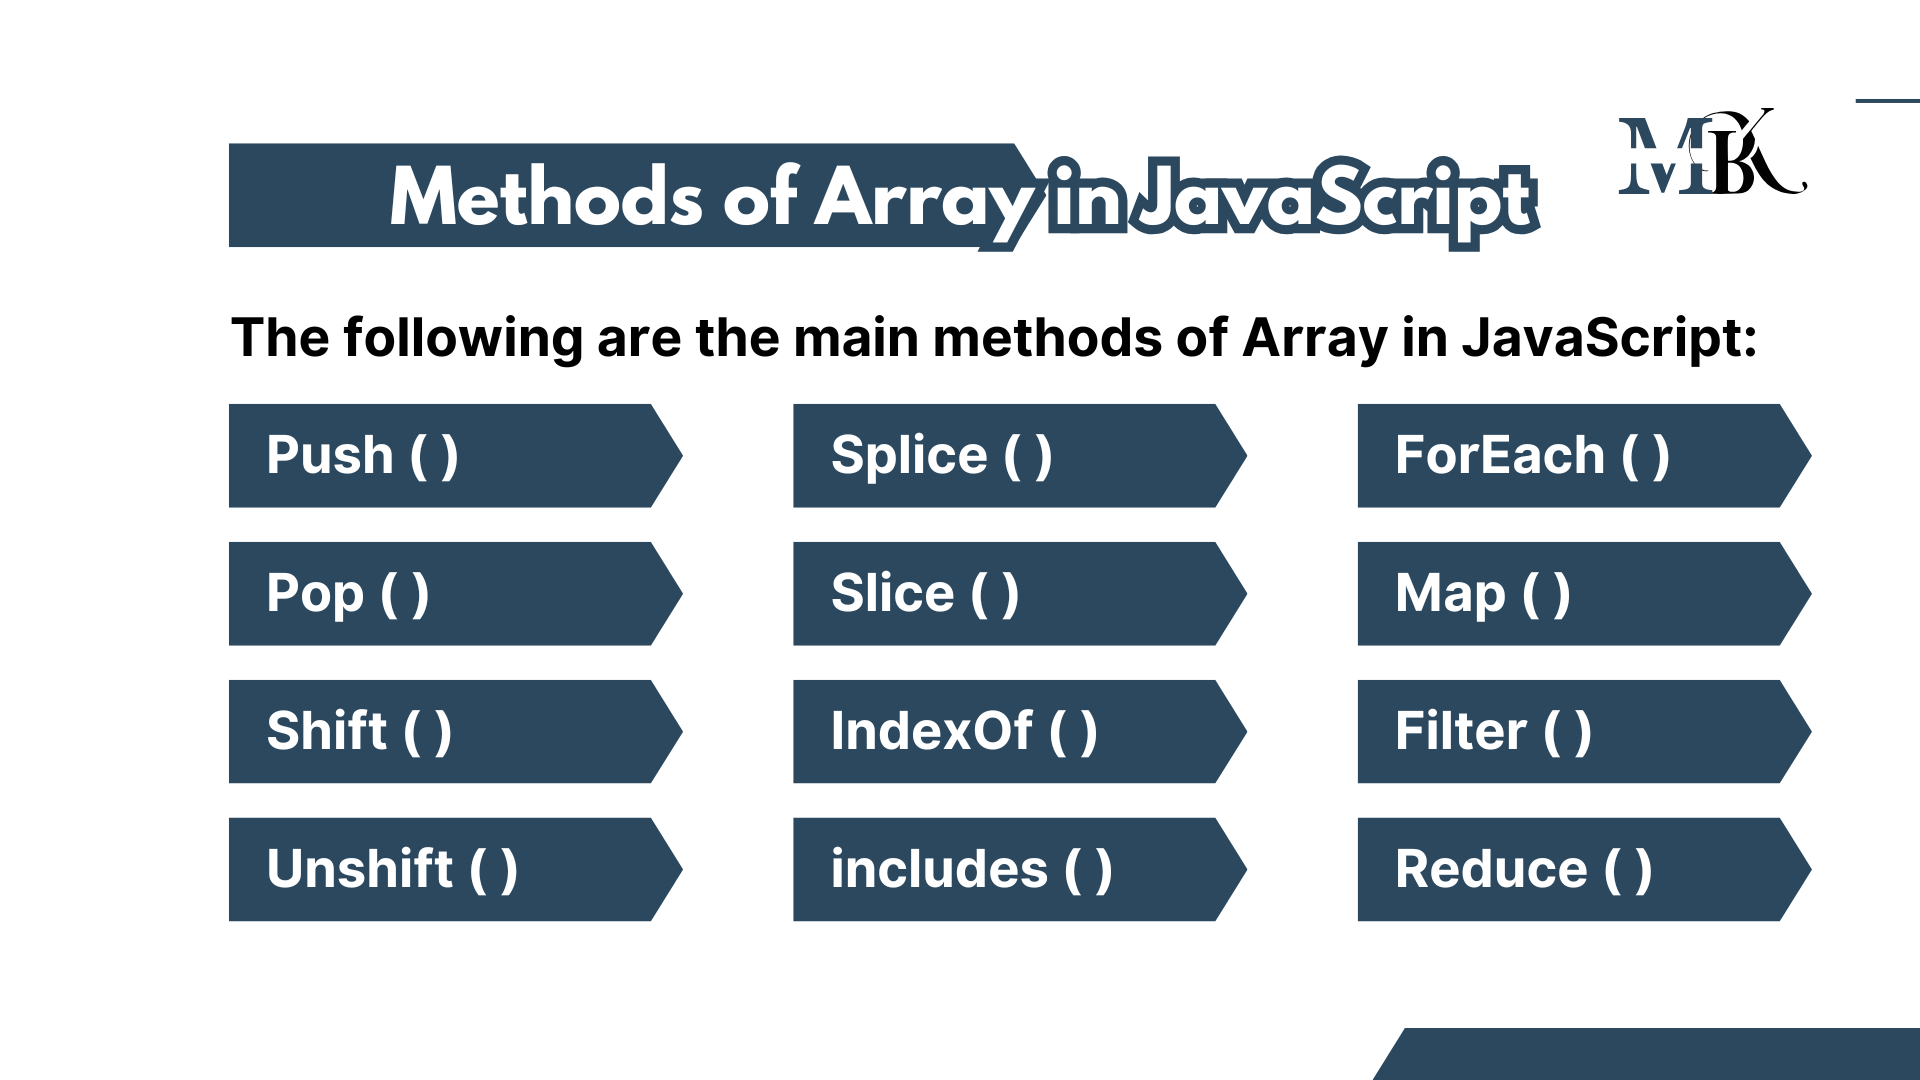 Methods of Array in JavaScript
MBK
The following are the main methods of Array in JavaScript:
Push ( )
Splice ( )
ForEach ( )
Pop ( )
Slice ( )
Map ( )
Shift ( )
IndexOf ( )
Filter ( )
Unshift ( )
includes ( )
Reduce ( )